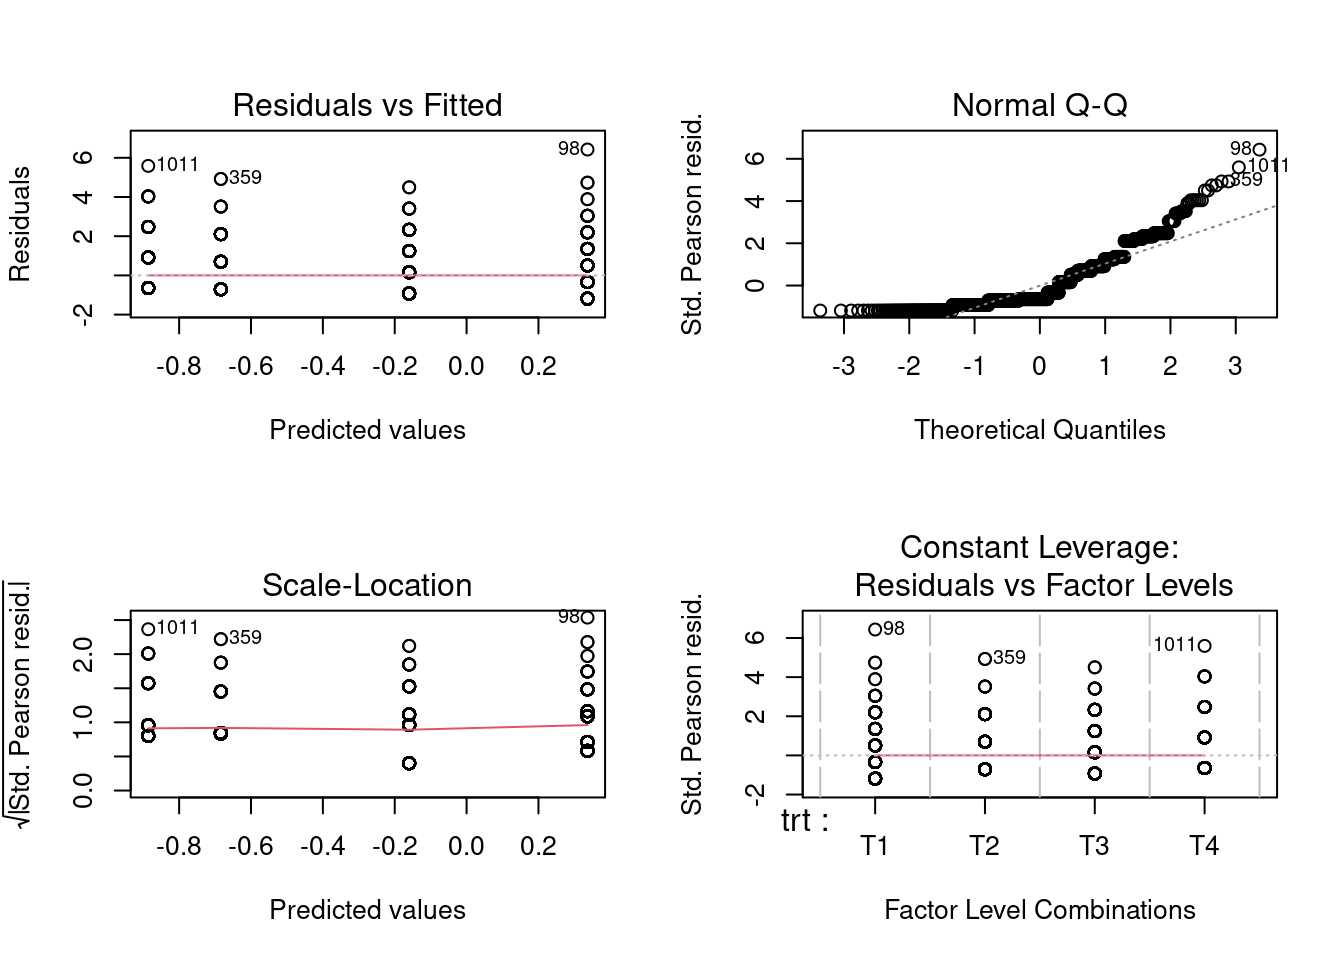 Residuals vs Fitted
Residuals
6
4
2
-2
1011
359
98
-0.8 -0.6 -0.4 -0.2 0.0 0.2
Predicted values
Normal Q-Q
Std. Pearson resid.
6
4
2
0
98
1011
359
-3 -2 -1 0 1 2 3
Theoretical Quantiles
Scale-Location
√|Std. Pearson resid.|
2.0
1.0
0.0
1011
359
98
-0.8 -0.6 -0.4 -0.2 0.0 0.2
Predicted values
Constant Leverage:
Residuals vs Factor Levels
Std. Pearson resid.
6
4
2
-2
98
359
1011
trt :
T1 T2 T3 T4
Factor Level Combinations